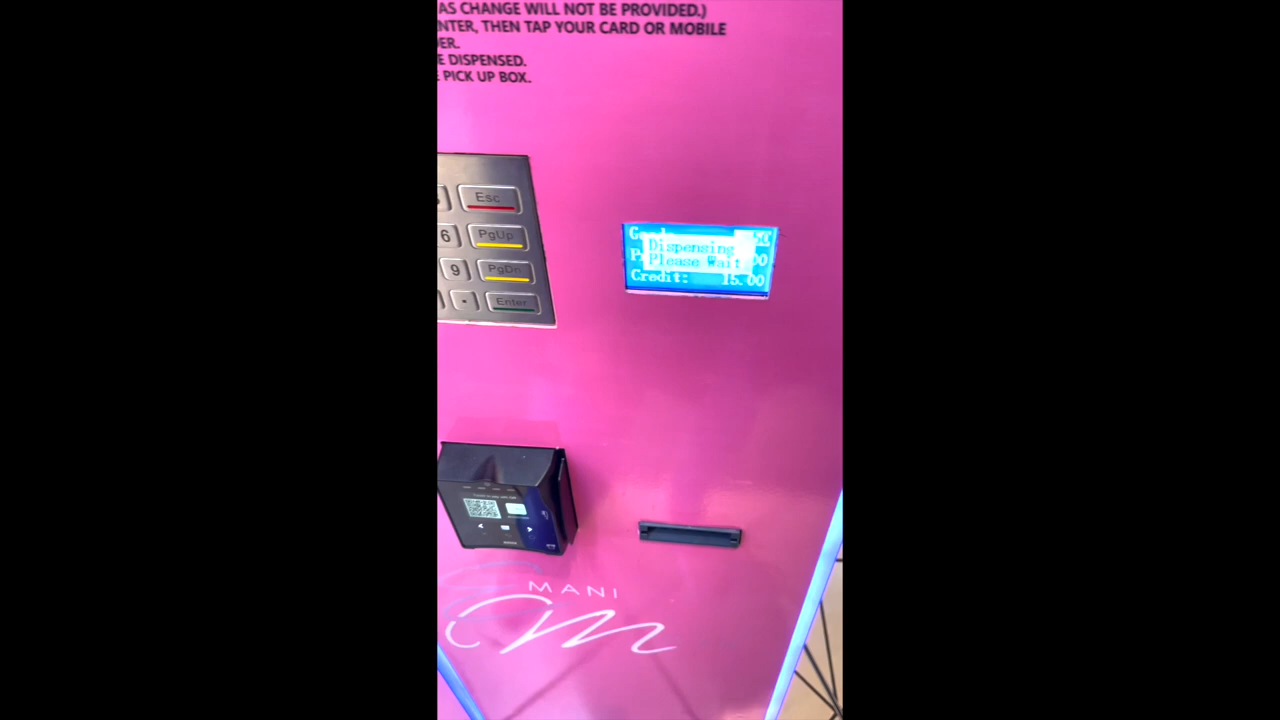 AS CHANGE WILL NOT BE PROVIDED.)
NTER, THEN TAP YOUR CARD OR MOBILE
ER.
E DISPENSED.
PICK UP BOX.
Esc
6 PgUp
9 PgDn
. Enter
Dispensing
Please Wait
Credit: 15.00
MANI
m